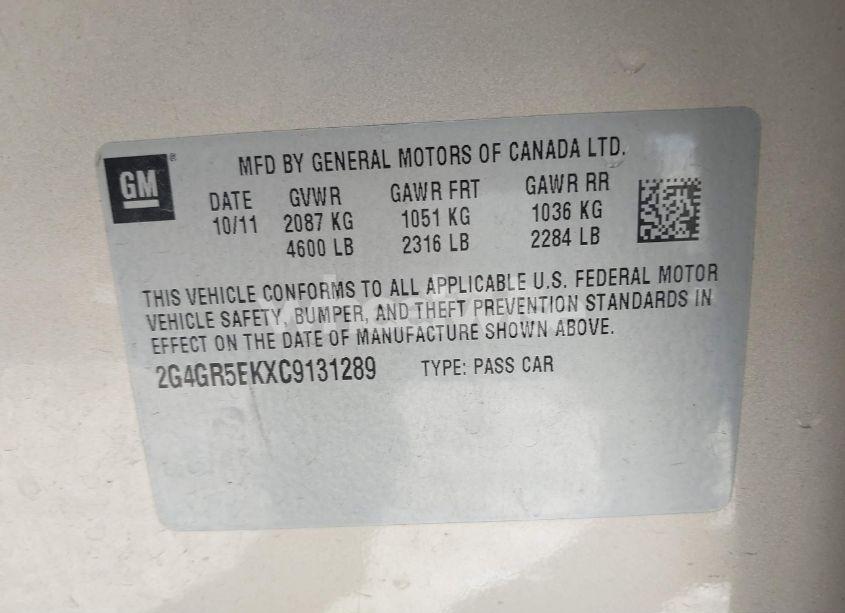 GM®
MFD BY GENERAL MOTORS OF CANADA LTD.
DATE GVWR GAWR FRT GAWR RR
10/11 2087 KG 1051 KG 1036 KG
4600 LB 2316 LB 2284 LB
THIS VEHICLE CONFORMS TO ALL APPLICABLE U.S. FEDERAL MOTOR
VEHICLE SAFETY, BUMPER, AND THEFT PREVENTION STANDARDS IN
EFFECT ON THE DATE OF MANUFACTURE SHOWN ABOVE.
2G4GR5EKXC9131289 TYPE: PASS CAR